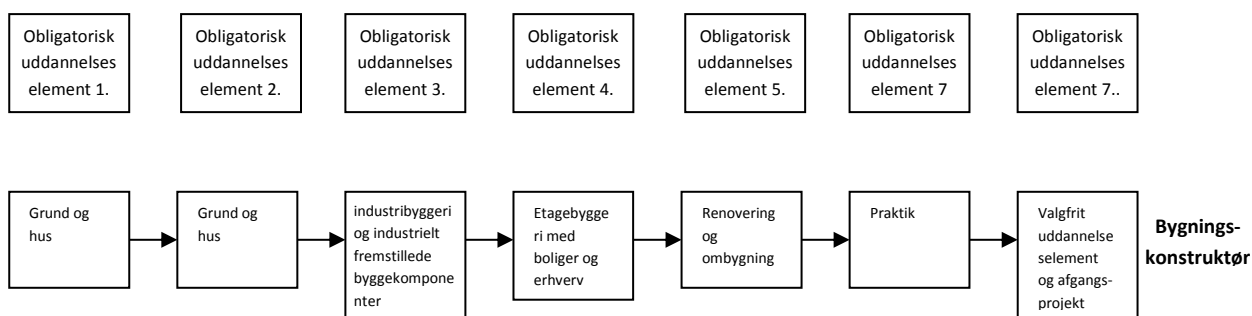 Obligatorisk
uddannelses
element 1.
Obligatorisk
uddannelses
element 2.
Obligatorisk
uddannelses
element 3.
Obligatorisk
uddannelses
element 4.
Obligatorisk
uddannelses
element 5.
Obligatorisk
uddannelses
element 7
Obligatorisk
uddannelses
element 7..
Grund og
hus
Grund og
hus
industribyggeri
og industrielt
fremstillede
byggekompone
nter
Etagebygge
ri med
boliger og
erhverv
Renovering
og
ombygning
Praktik
Valgfrit
uddannelse
selement
og afgangs-
projekt
Bygnings-
konstruktør